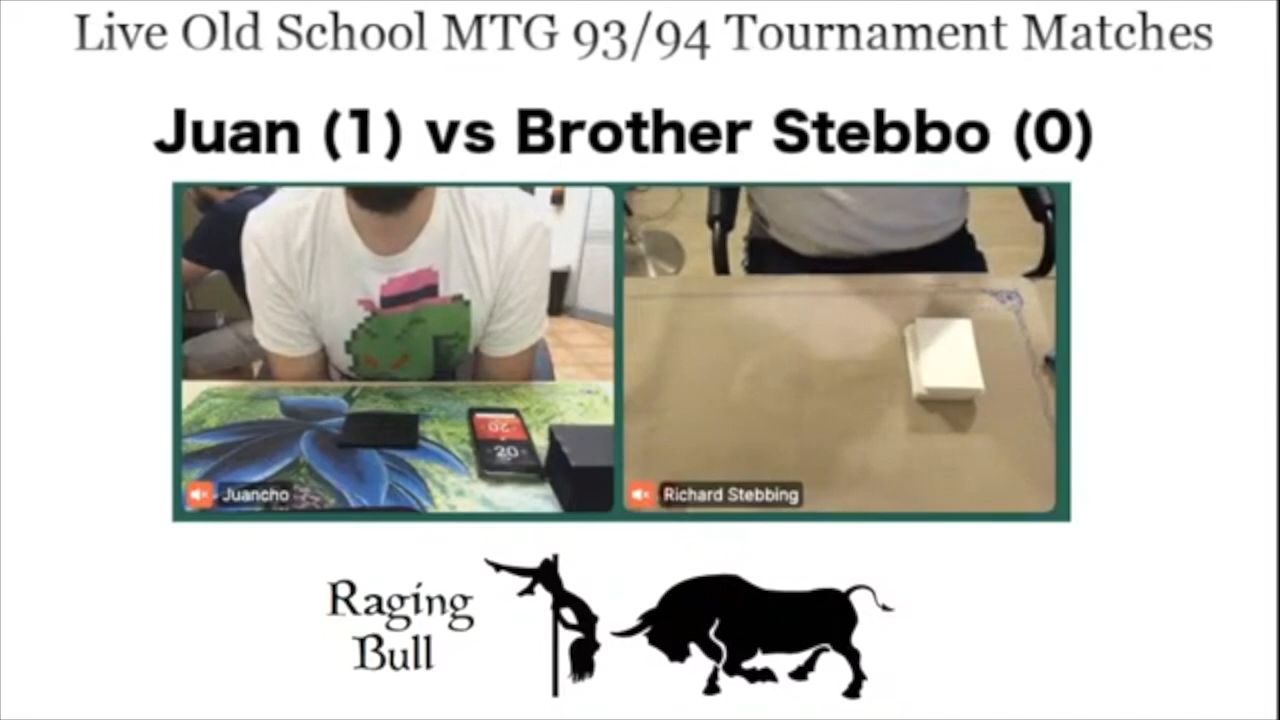 Live Old School MTG 93/94 Tournament Matches
Juan (1) vs Brother Stebbo (0)
20
20
Juancho
Richard Stebbing
Raging
Bull